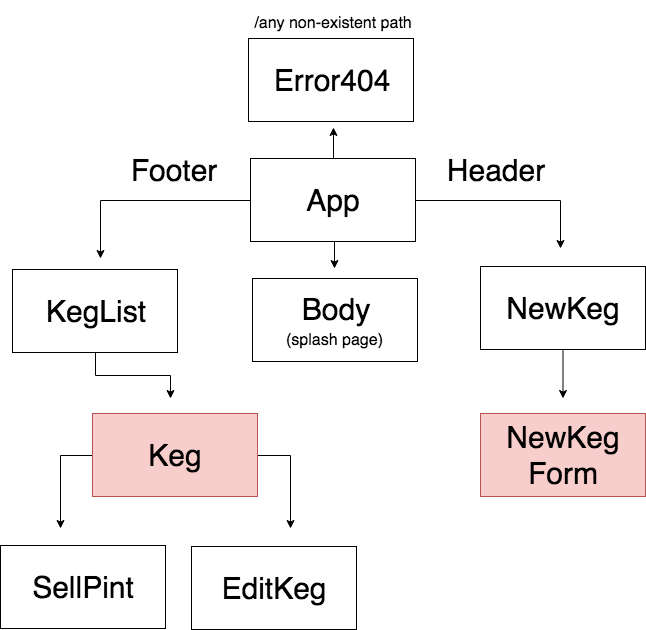 /any non-existent path
Error404
Footer
Header
App
KegList
Body
(splash page)
NewKeg
Keg
NewKeg
Form
SellPint
EditKeg